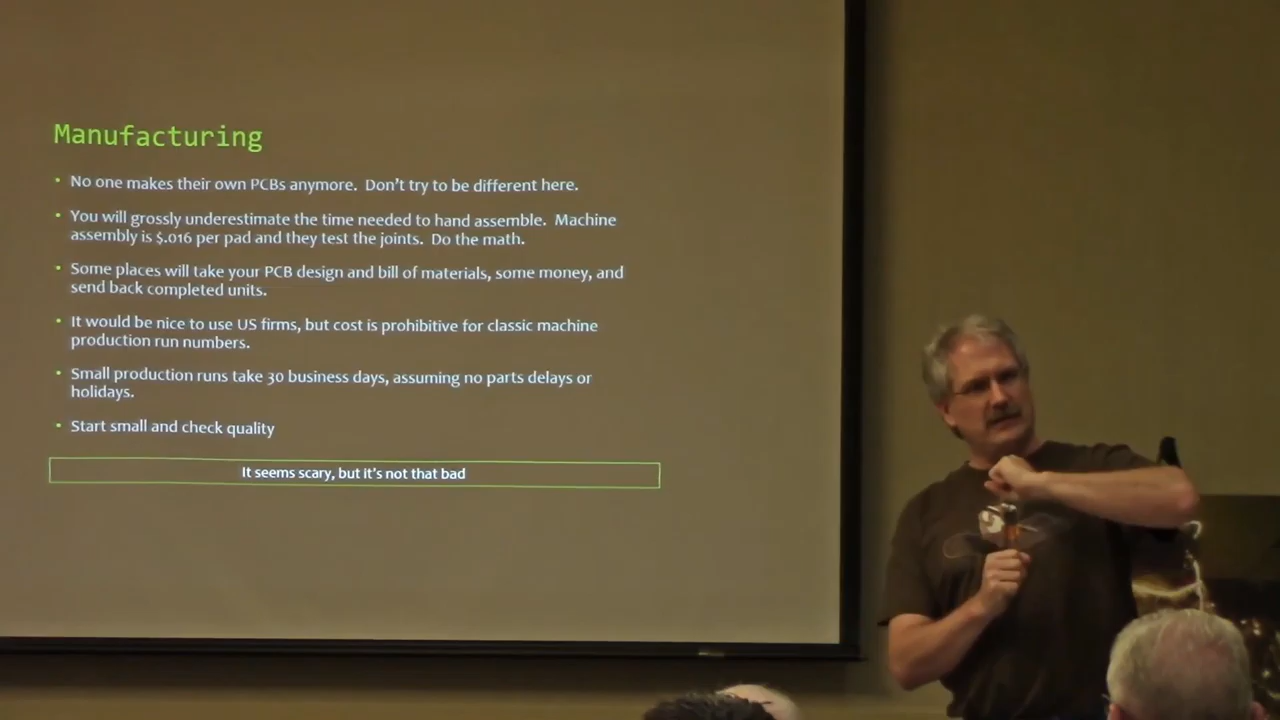 Manufacturing
• No one makes their own PCBs anymore. Don't try to be different here.
• You will grossly underestimate the time needed to hand assemble. Machine
assembly is $.016 per pad and they test the joints. Do the math.
• Some places will take your PCB design and bill of materials, some money, and
send back completed units.
• It would be nice to use US firms, but cost is prohibitive for classic machine
production run numbers.
• Small production runs take 30 business days, assuming no parts delays or
holidays.
• Start small and check quality
It seems scary, but it's not that bad